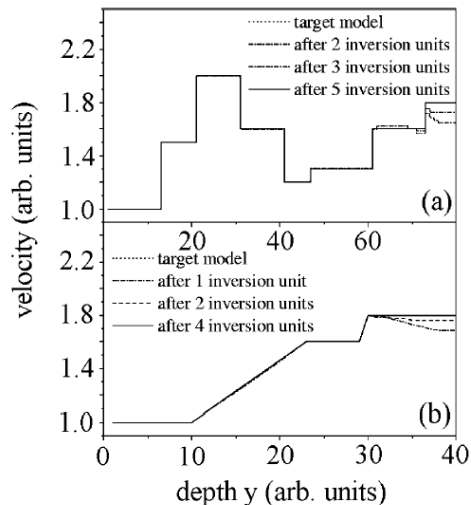 2.2
1.8
1.4
1.0
target model
after 2 inversion units
after 3 inversion units
after 5 inversion units
(a)
20
40
60
velocity (arb. units)
2.2
1.8
1.4
1.0
target model
after 1 inversion unit
after 2 inversion units
after 4 inversion units
(b)
0
10
20
30
40
depth y (arb. units)